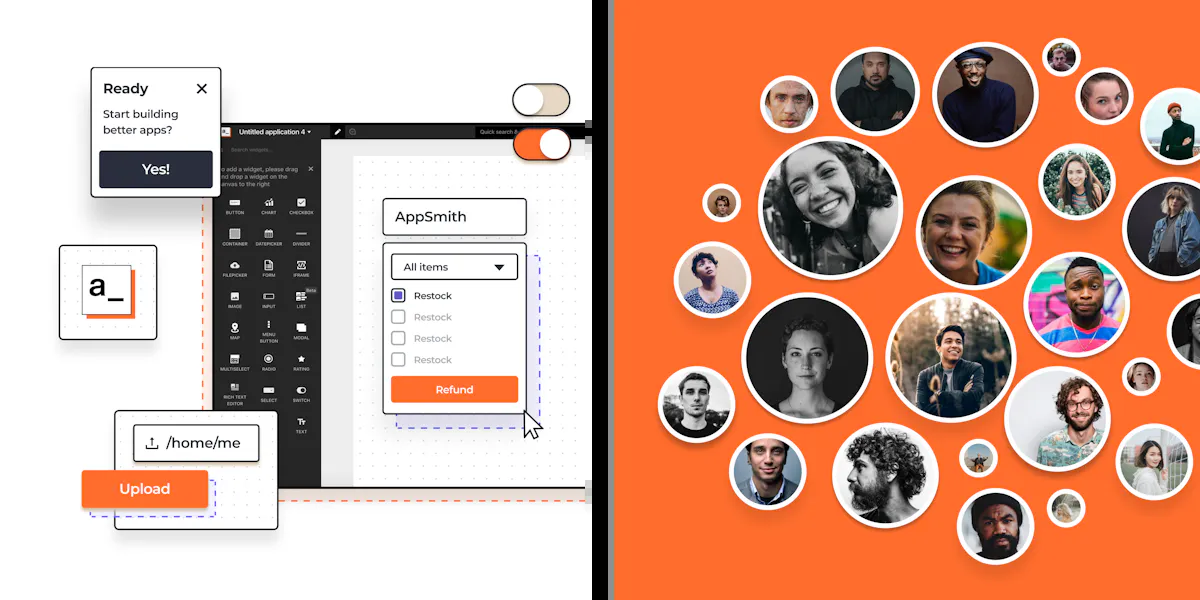 Ready
Start building
better apps?
Yes!
Untitled application 4
Quick search
Search widgets...
o add a widget, please drag
nd drop a widget on the
nvas to the right
BUTTON
CHART
CHECKBOX
CONTAINER
DATEPICKER
DIVIDER
FILEPICKER
FORM
IFRAME
Beta
IMAGE
INPUT
LIST
MAP
MENU
BUTTON
MODAL
MULTISELECT
RADIO
RATING
RICH TEXT
EDITOR
SELECT
SWITCH
TEXT
AppSmith
All items
Restock
Restock
Restock
Restock
Refund
a_
/home/me
Upload